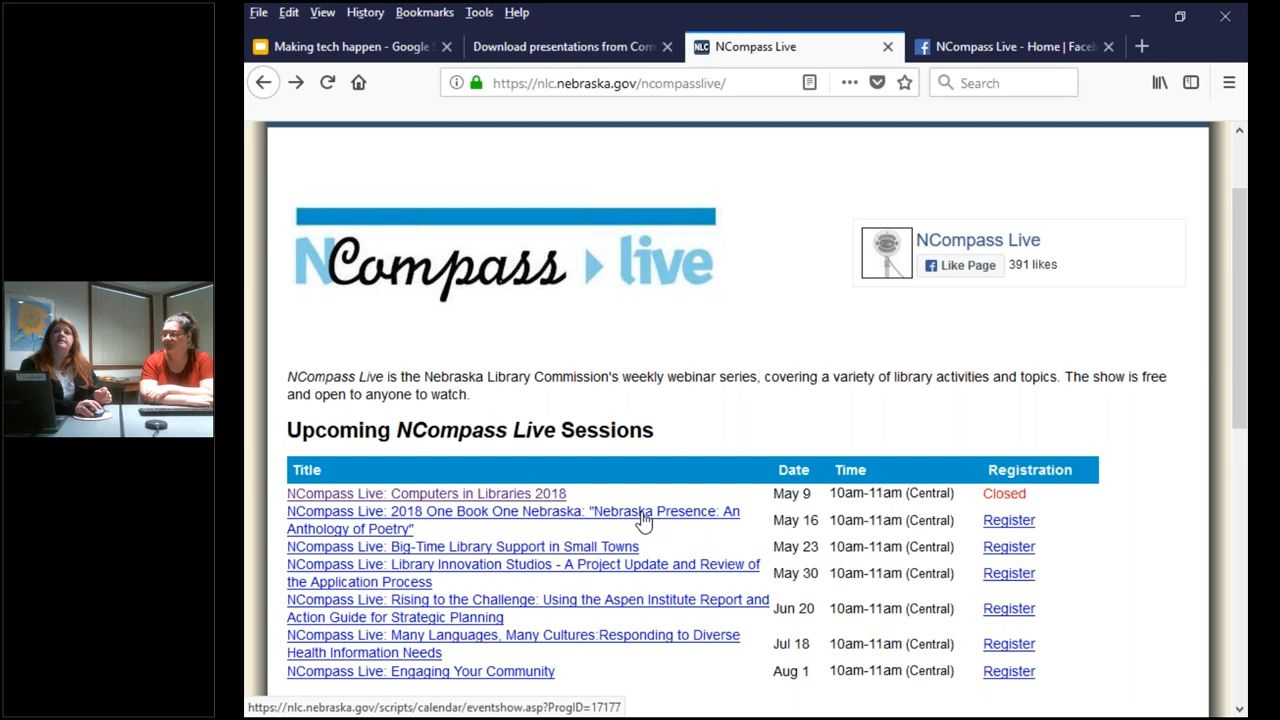 File Edit View History Bookmarks Tools Help
Making tech happen - Google
Download presentations from Com
NLC NCompass Live
NCompass Live - Home | Faceb
https://nlc.nebraska.gov/ncompasslive/
Search
NCompass live
NCompass Live
Like Page 391 likes
NCompass Live is the Nebraska Library Commission's weekly webinar series, covering a variety of library activities and topics. The show is free
and open to anyone to watch.
Upcoming NCompass Live Sessions
Title Date Time Registration
NCompass Live: Computers in Libraries 2018 May 9 10am-11am (Central) Closed
NCompass Live: 2018 One Book One Nebraska: "Nebraska Presence: An
Anthology of Poetry" May 16 10am-11am (Central) Register
NCompass Live: Big-Time Library Support in Small Towns May 23 10am-11am (Central) Register
NCompass Live: Library Innovation Studios - A Project Update and Review of
the Application Process May 30 10am-11am (Central) Register
NCompass Live: Rising to the Challenge: Using the Aspen Institute Report and
Action Guide for Strategic Planning Jun 20 10am-11am (Central) Register
NCompass Live: Many Languages, Many Cultures:Responding to Diverse
Health Information Needs Jul 18 10am-11am (Central) Register
NCompass Live: Engaging Your Community Aug 1 10am-11am (Central) Register
https://nlc.nebraska.gov/scripts/calendar/eventshow.asp?ProgID=17177